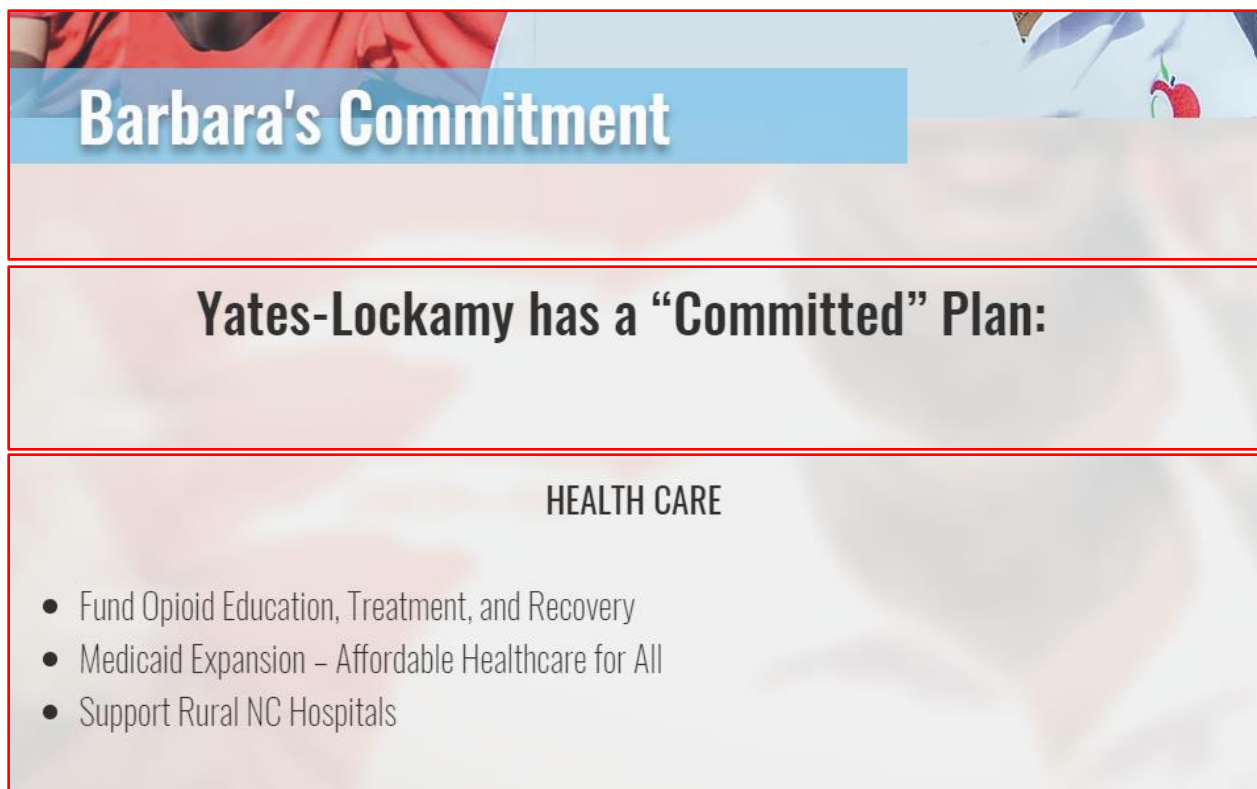 Barbara's Commitment
Yates-Lockamy has a “Committed” Plan:
HEALTH CARE
• Fund Opioid Education, Treatment, and Recovery
• Medicaid Expansion – Affordable Healthcare for All
• Support Rural NC Hospitals